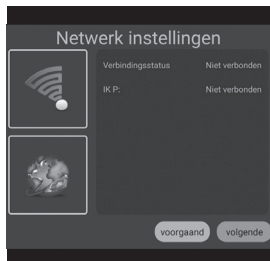 Netwerk instellingen
Verbindingsstatus Niet verbonden
IK P: Niet verbonden
voorgaand volgende